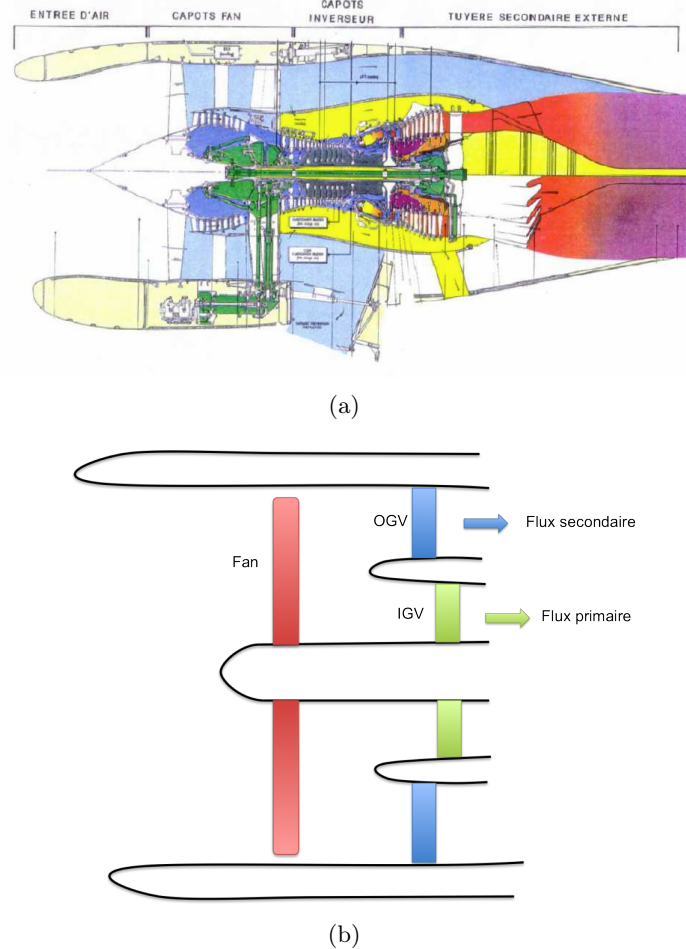 CAPOTS
ENTREE D'AIR CAPOTS FAN INVERSEUR TUYERE SECONDAIRE EXTERNE
(a)
OGV Flux secondaire
Fan
IGV Flux primaire
(b)